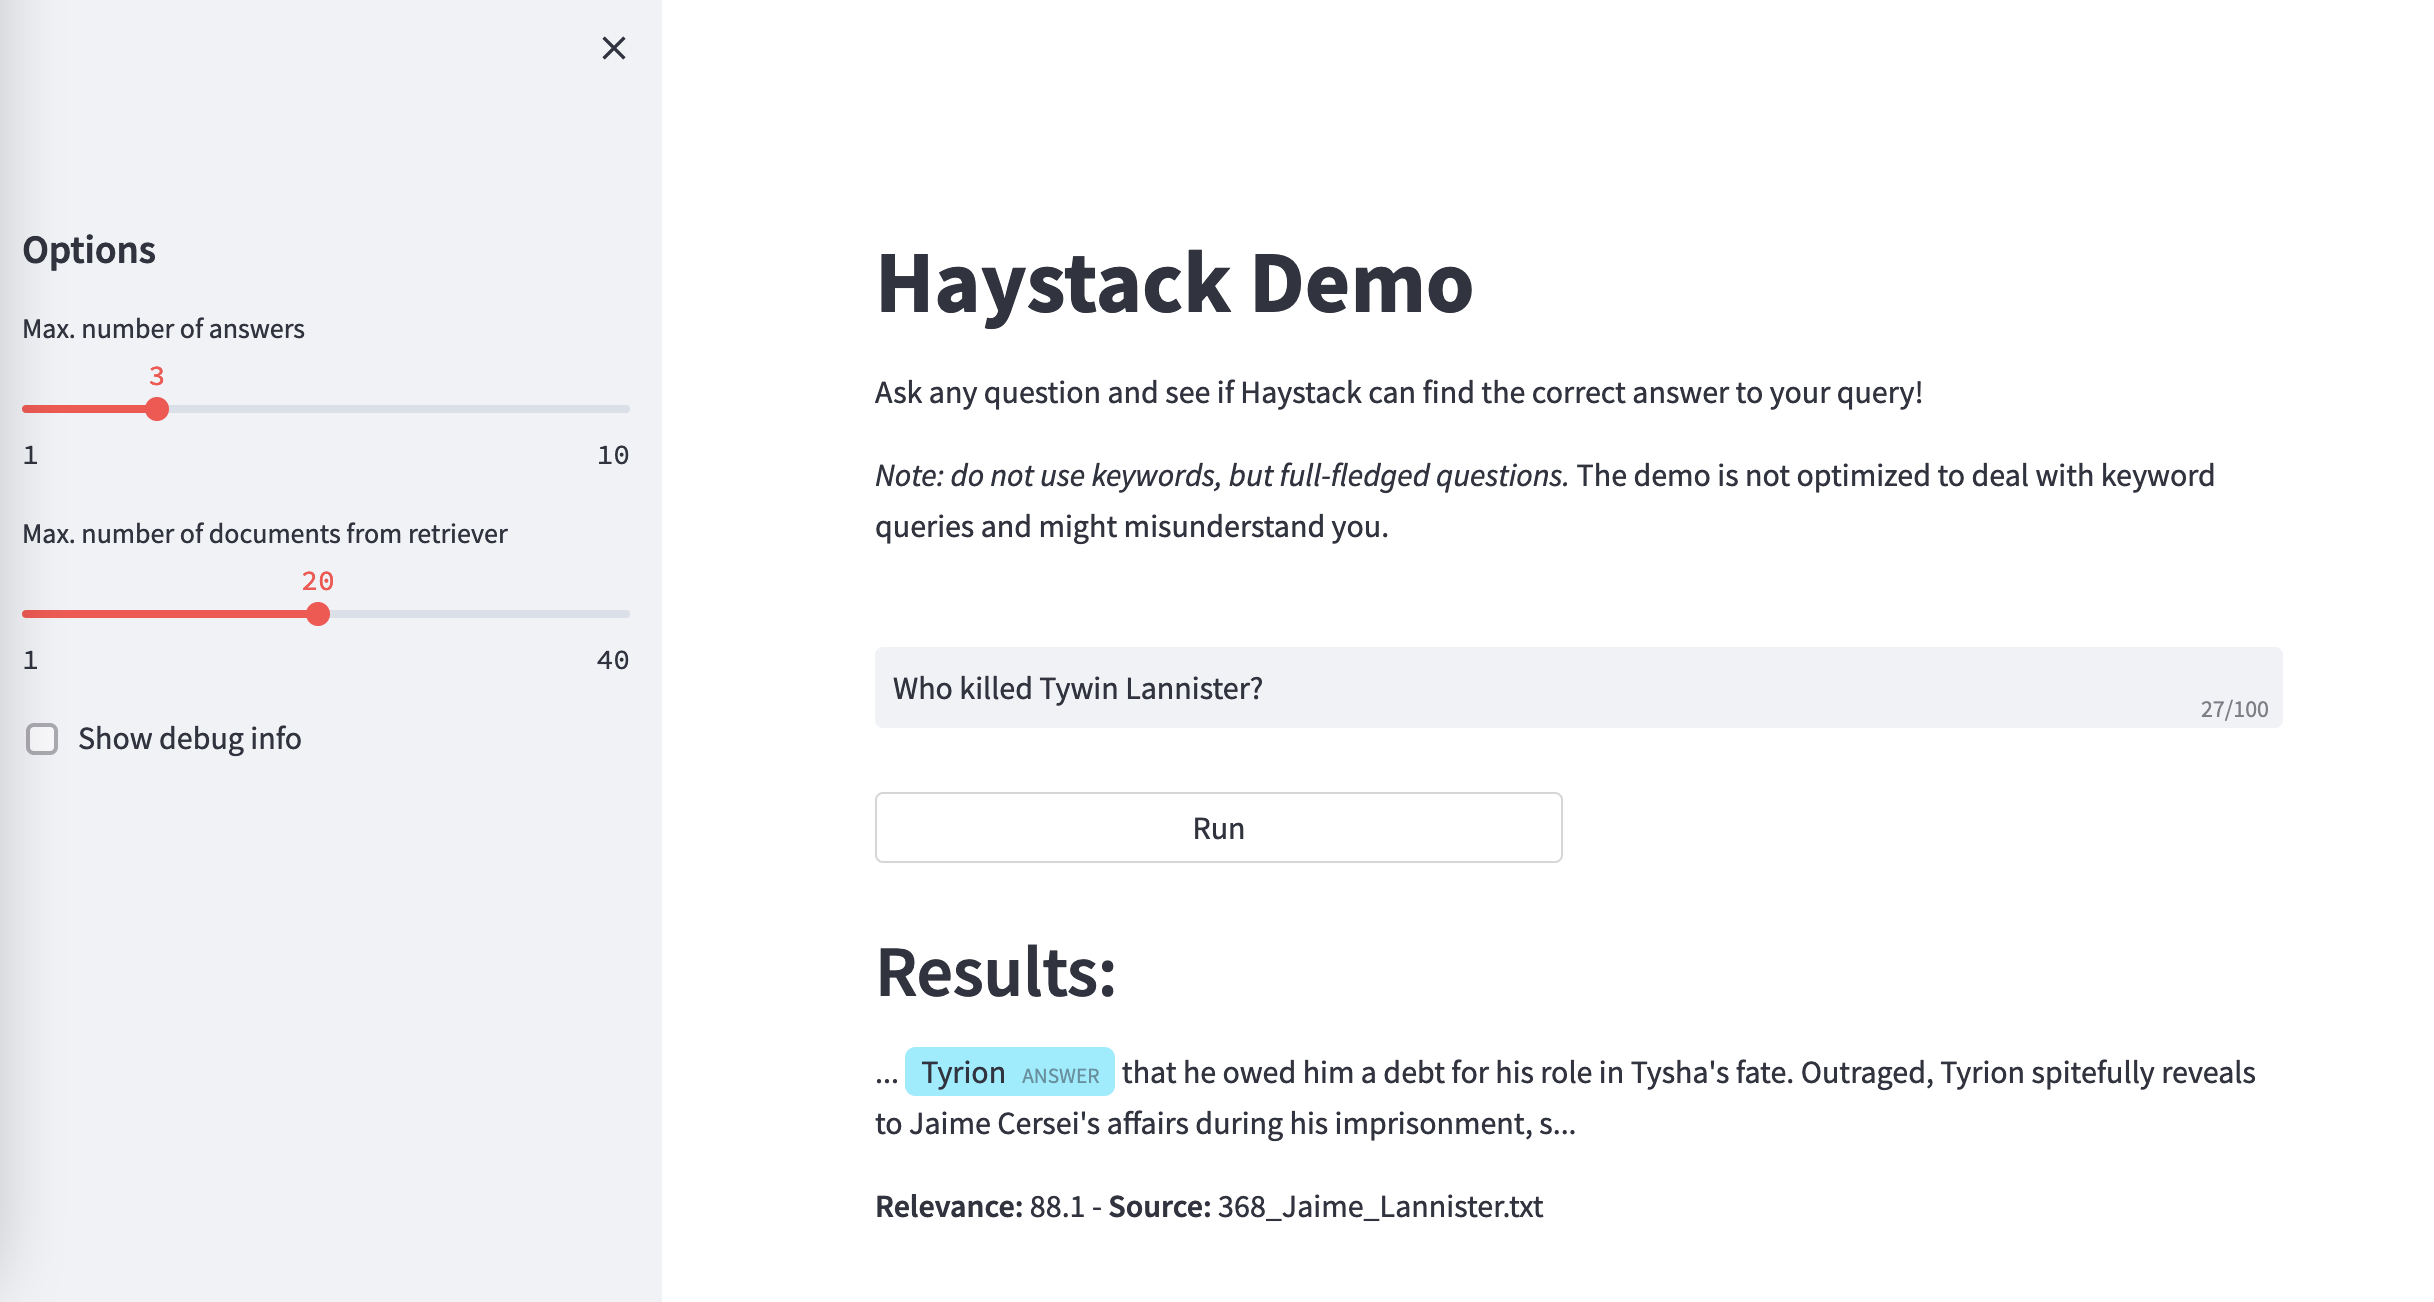 Options
Max. number of answers
3
1 10
Max. number of documents from retriever
20
1 40
Show debug info
Haystack Demo
Ask any question and see if Haystack can find the correct answer to your query!
Note: do not use keywords, but full-fledged questions. The demo is not optimized to deal with keyword
queries and might misunderstand you.
Who killed Tywin Lannister?
27/100
Run
Results:
... Tyrion ANSWER that he owed him a debt for his role in Tysha's fate. Outraged, Tyrion spitefully reveals
to Jaime Cersei's affairs during his imprisonment, s...
Relevance: 88.1 - Source: 368_Jaime_Lannister.txt